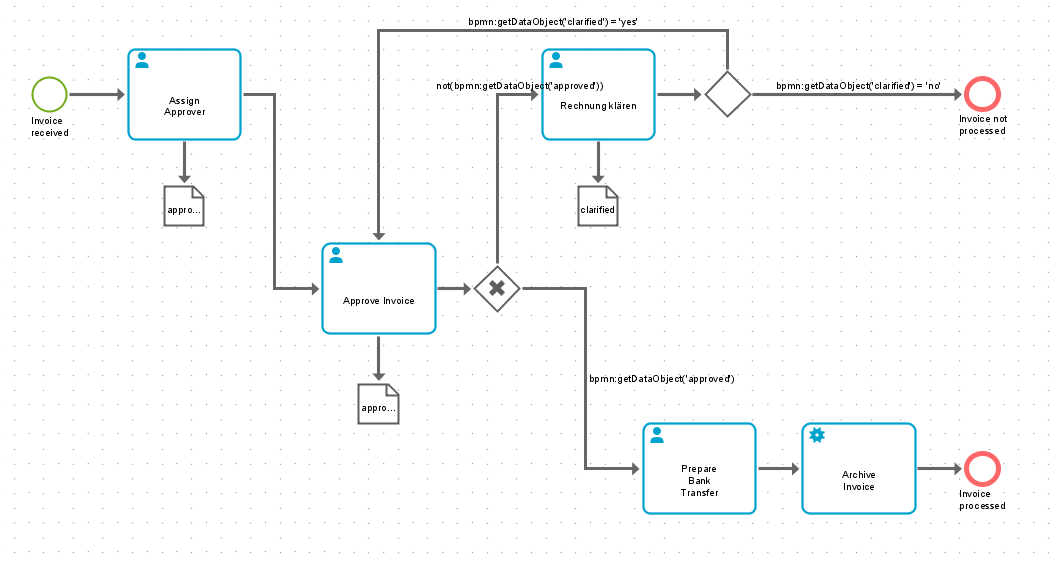 bpmn:getDataObject('clarified') = 'yes'
not(bpmn:getDataObject('approved'))
bpmn:getDataObject('clarified') = 'no'
Invoice
received
Assign
Approver
Rechnung klären
Invoice not
processed
appro...
clarified
Approve Invoice
bpmn:getDataObject('approved')
appro...
Prepare
Bank
Transfer
Archive
Invoice
Invoice
processed